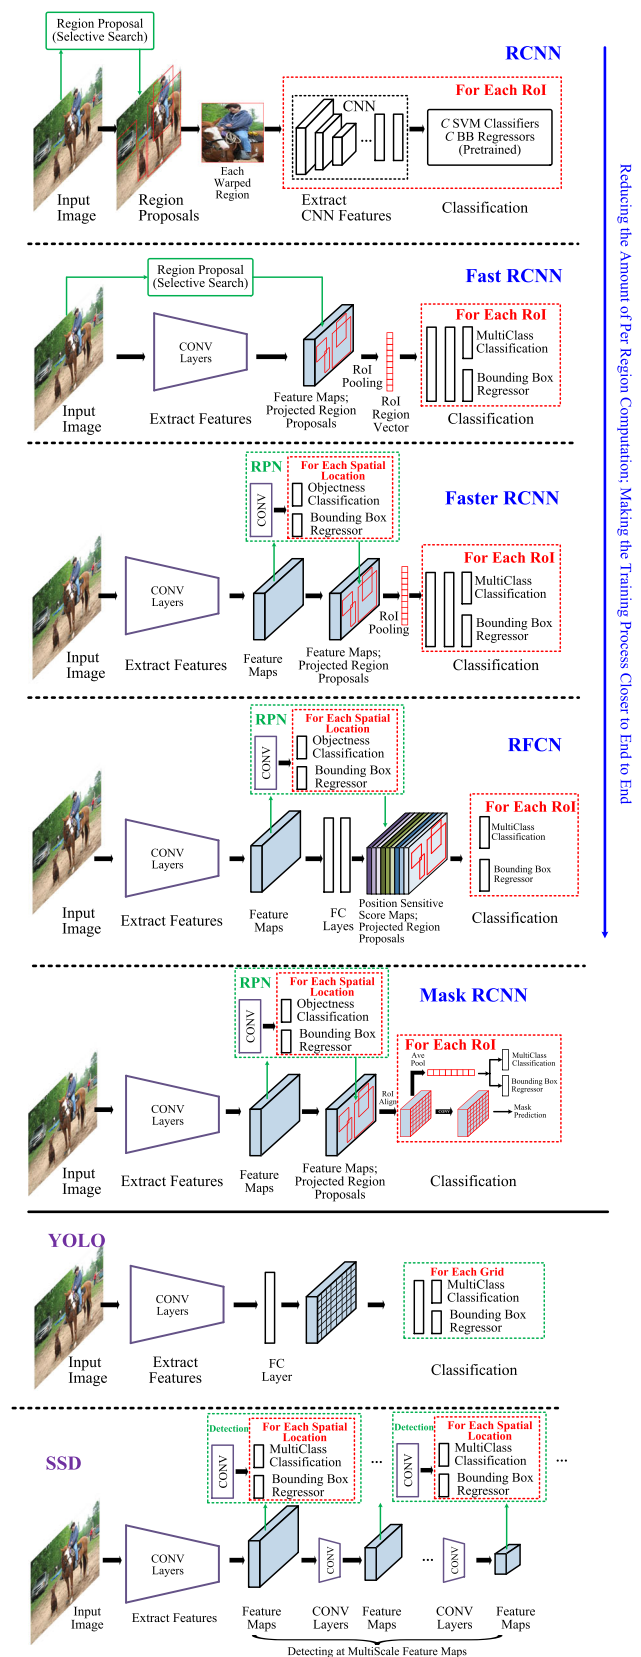 Region Proposal
(Selective Search)
RCNN
For Each RoI
CNN
...
C SVM Classifiers
C BB Regressors
(Pretrained)
Input
Image
Region
Proposals
Each
Warped
Region
Extract
CNN Features
Classification
Reducing the Amount of Per Region Computation; Making the Training Process Closer to End to End
Region Proposal
(Selective Search)
Fast RCNN
For Each RoI
CONV
Layers
MultiClass
Classification
Bounding Box
Regressor
RoI
Pooling
Input
Image
Extract Features
Feature Maps;
Projected Region
Proposals
RoI
Region
Vector
Classification
RPN
For Each Spatial
Location
CONV
Objectness
Classification
Bounding Box
Regressor
Faster RCNN
For Each RoI
CONV
Layers
MultiClass
Classification
Bounding Box
Regressor
RoI
Pooling
Input
Image
Extract Features
Feature
Maps
Feature Maps;
Projected Region
Proposals
Classification
RPN
For Each Spatial
Location
CONV
Objectness
Classification
Bounding Box
Regressor
RFCN
For Each RoI
CONV
Layers
MultiClass
Classification
Bounding Box
Regressor
Input
Image
Extract Features
Feature
Maps
FC
Layers
Position Sensitive
Score Maps;
Projected Region
Proposals
Classification
RPN
For Each Spatial
Location
CONV
Objectness
Classification
Bounding Box
Regressor
Mask RCNN
For Each RoI
Ave
Pool
MultiClass
Classification
Bounding Box
Regressor
CONV
Layers
RoI
Align
Mask
Prediction
Input
Image
Extract Features
Feature
Maps
Feature Maps;
Projected Region
Proposals
Classification
YOLO
CONV
Layers
For Each Grid
MultiClass
Classification
Bounding Box
Regressor
Input
Image
Extract
Features
FC
Layer
Classification
SSD
Detection
For Each Spatial
Location
CONV
MultiClass
Classification
Bounding Box
Regressor
...
Detection
For Each Spatial
Location
CONV
MultiClass
Classification
Bounding Box
Regressor
...
CONV
Layers
CONV
...
CONV
Input
Image
Extract Features
Feature
Maps
CONV
Layers
Feature
Maps
CONV
Layers
Feature
Maps
Detecting at MultiScale Feature Maps